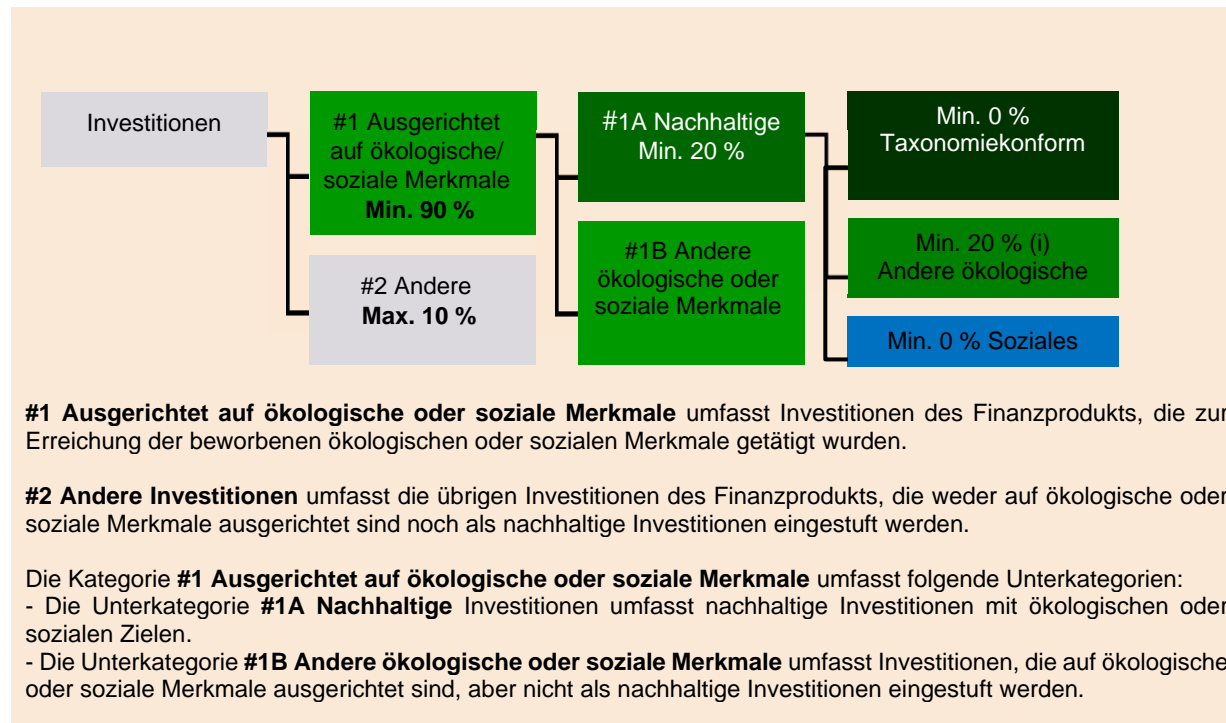 Investitionen
#1 Ausgerichtet
auf ökologische/
soziale Merkmale
Min. 90 %
#2 Andere
Max. 10 %
#1A Nachhaltige
Min. 20 %
#1B Andere
ökologische oder
soziale Merkmale
Min. 0 %
Taxonomiekonform
Min. 20 % (i)
Andere ökologische
Min. 0 % Soziales
#1 Ausgerichtet auf ökologische oder soziale Merkmale umfasst Investitionen des Finanzprodukts, die zur
Erreichung der beworbenen ökologischen oder sozialen Merkmale getätigt wurden.
#2 Andere Investitionen umfasst die übrigen Investitionen des Finanzprodukts, die weder auf ökologische oder
soziale Merkmale ausgerichtet sind noch als nachhaltige Investitionen eingestuft werden.
Die Kategorie #1 Ausgerichtet auf ökologische oder soziale Merkmale umfasst folgende Unterkategorien:
- Die Unterkategorie #1A Nachhaltige Investitionen umfasst nachhaltige Investitionen mit ökologischen oder
sozialen Zielen.
- Die Unterkategorie #1B Andere ökologische oder soziale Merkmale umfasst Investitionen, die auf ökologische
oder soziale Merkmale ausgerichtet sind, aber nicht als nachhaltige Investitionen eingestuft werden.